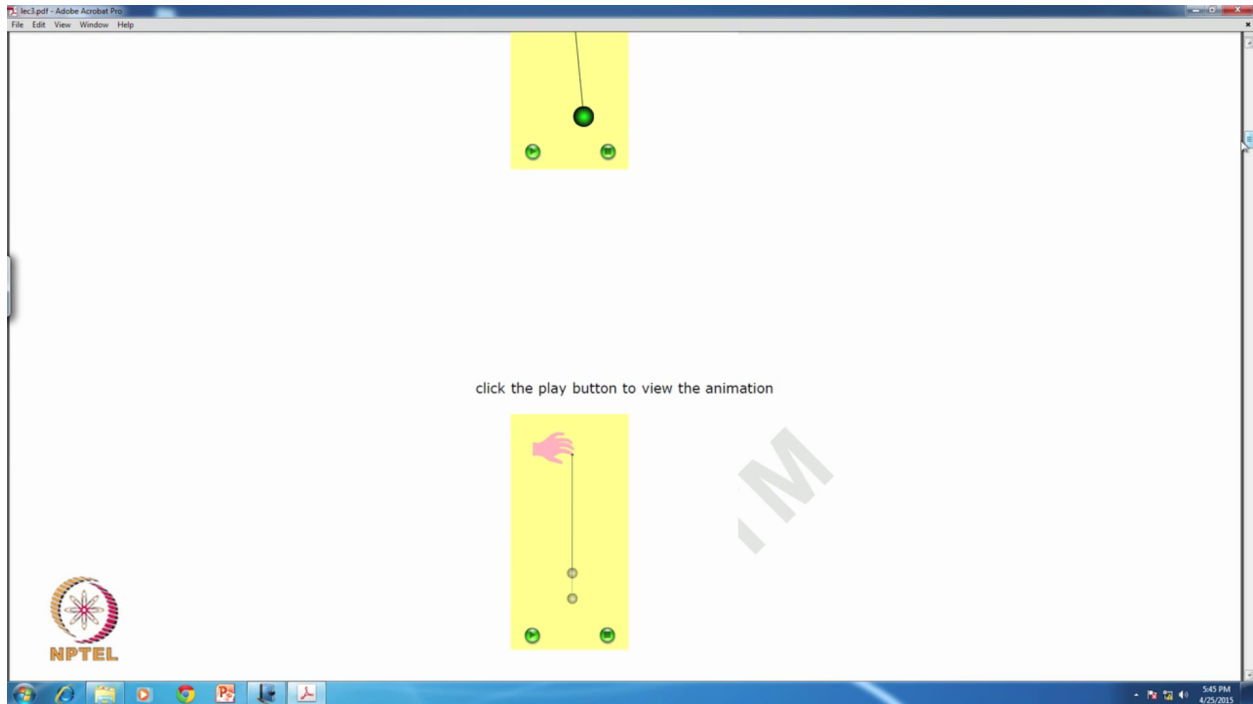 lec3.pdf - Adobe Acrobat Pro
File Edit View Window Help
click the play button to view the animation
YM
NPTEL
5:45 PM
4/25/2015